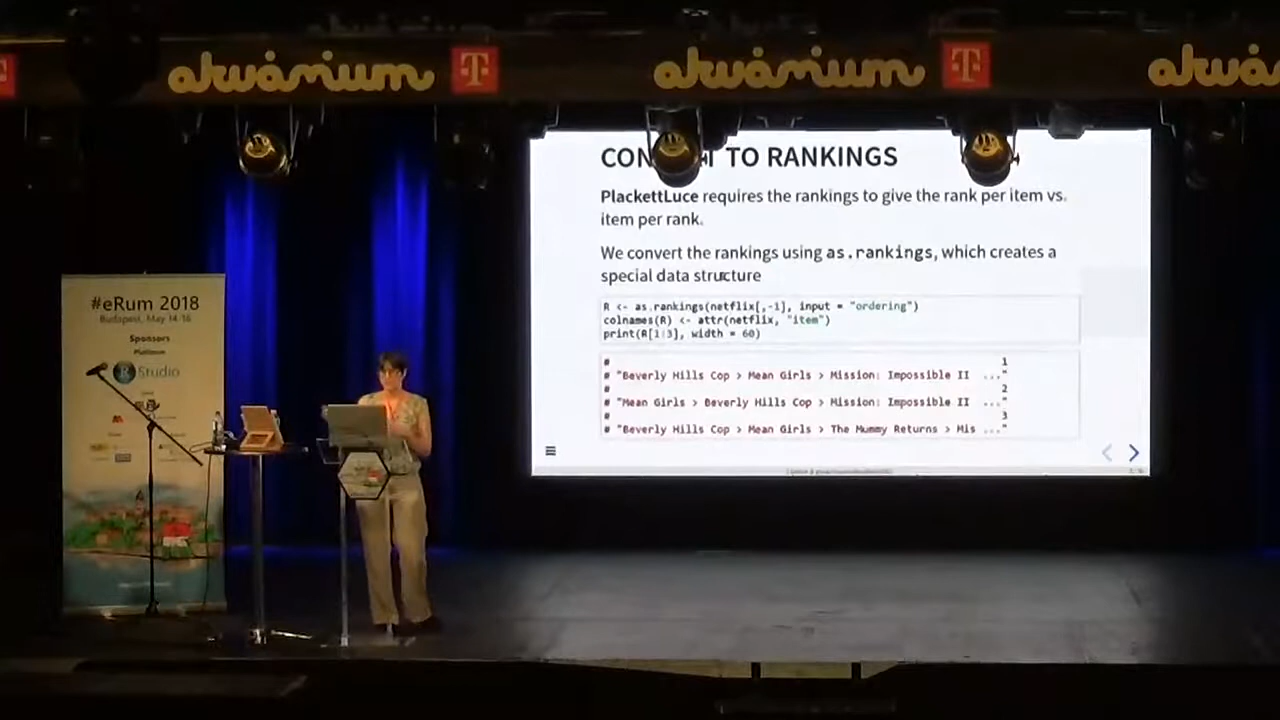 akvárium T
akvárium T
akvá
TO RANKINGS
PlackettLuce requires the rankings to give the rank per item vs.
item per rank.
We convert the rankings using as.rankings, which creates a
special data structure
R <- as.rankings(netflix[,-1], input = "ordering")
colnames(R) <- attr(netflix, "item")
print(R[1:3], width = 60)
# 1
# "Beverly Hills Cop > Mean Girls > Mission: Impossible II ..."
# 2
# "Mean Girls > Beverly Hills Cop > Mission: Impossible II ..."
# 3
# "Beverly Hills Cop > Mean Girls > The Mummy Returns > Mis ..."
#eRum 2018
Budapest, May 14-16
Sponsors
Platinum
R Studio